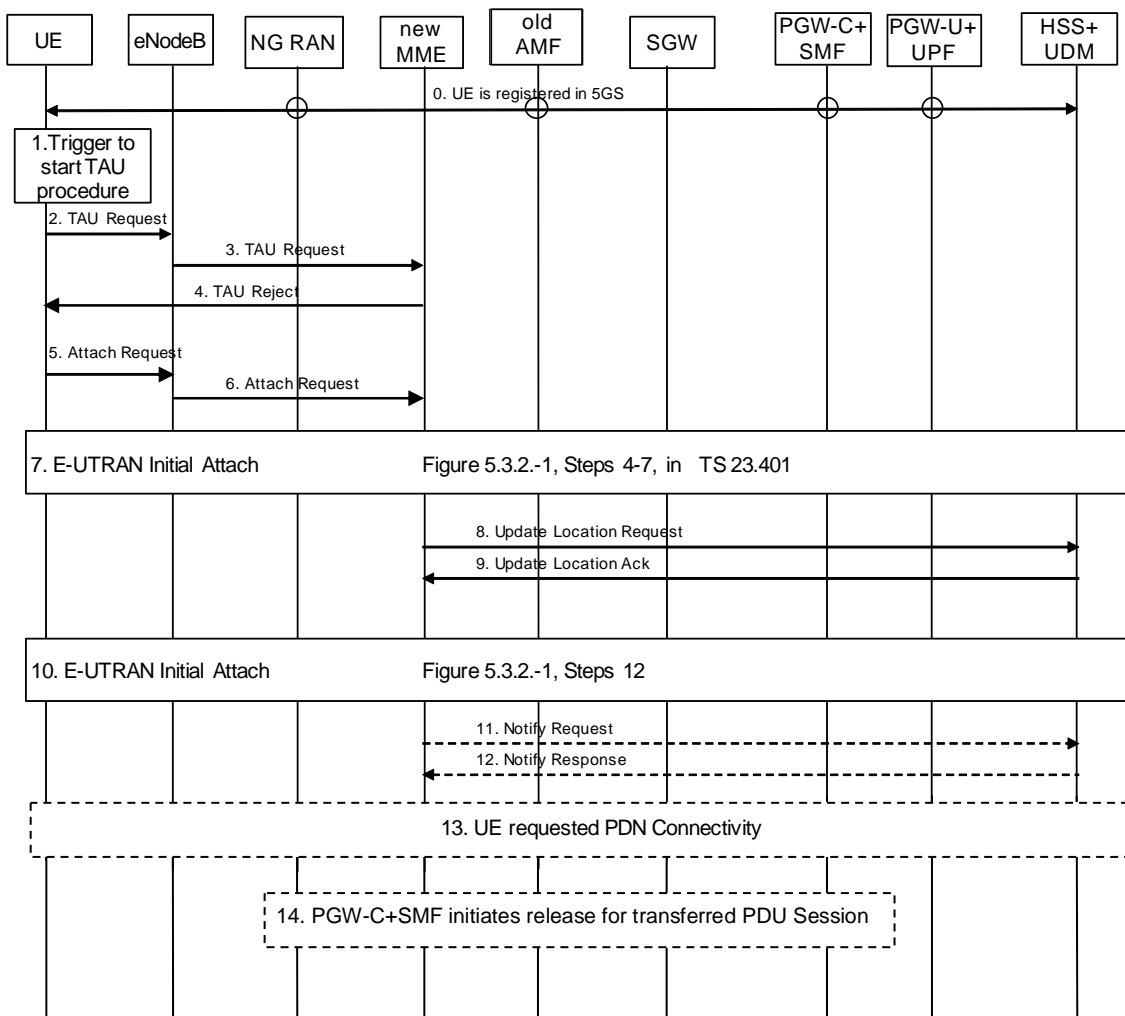 UE
eNodeB
NG RAN
new
MME
old
AMF
SGW
PGW-C+
SMF
PGW-U+
UPF
HSS+
UDM
0. UE is registered in 5GS
1.Trigger to
start TAU
procedure
2. TAU Request
3. TAU Request
4. TAU Reject
5. Attach Request
6. Attach Request
7. E-UTRAN Initial Attach Figure 5.3.2.-1, Steps 4-7, in TS 23.401
8. Update Location Request
9. Update Location Ack
10. E-UTRAN Initial Attach Figure 5.3.2.-1, Steps 12
11. Notify Request
12. Notify Response
13. UE requested PDN Connectivity
14. PGW-C+SMF initiates release for transferred PDU Session